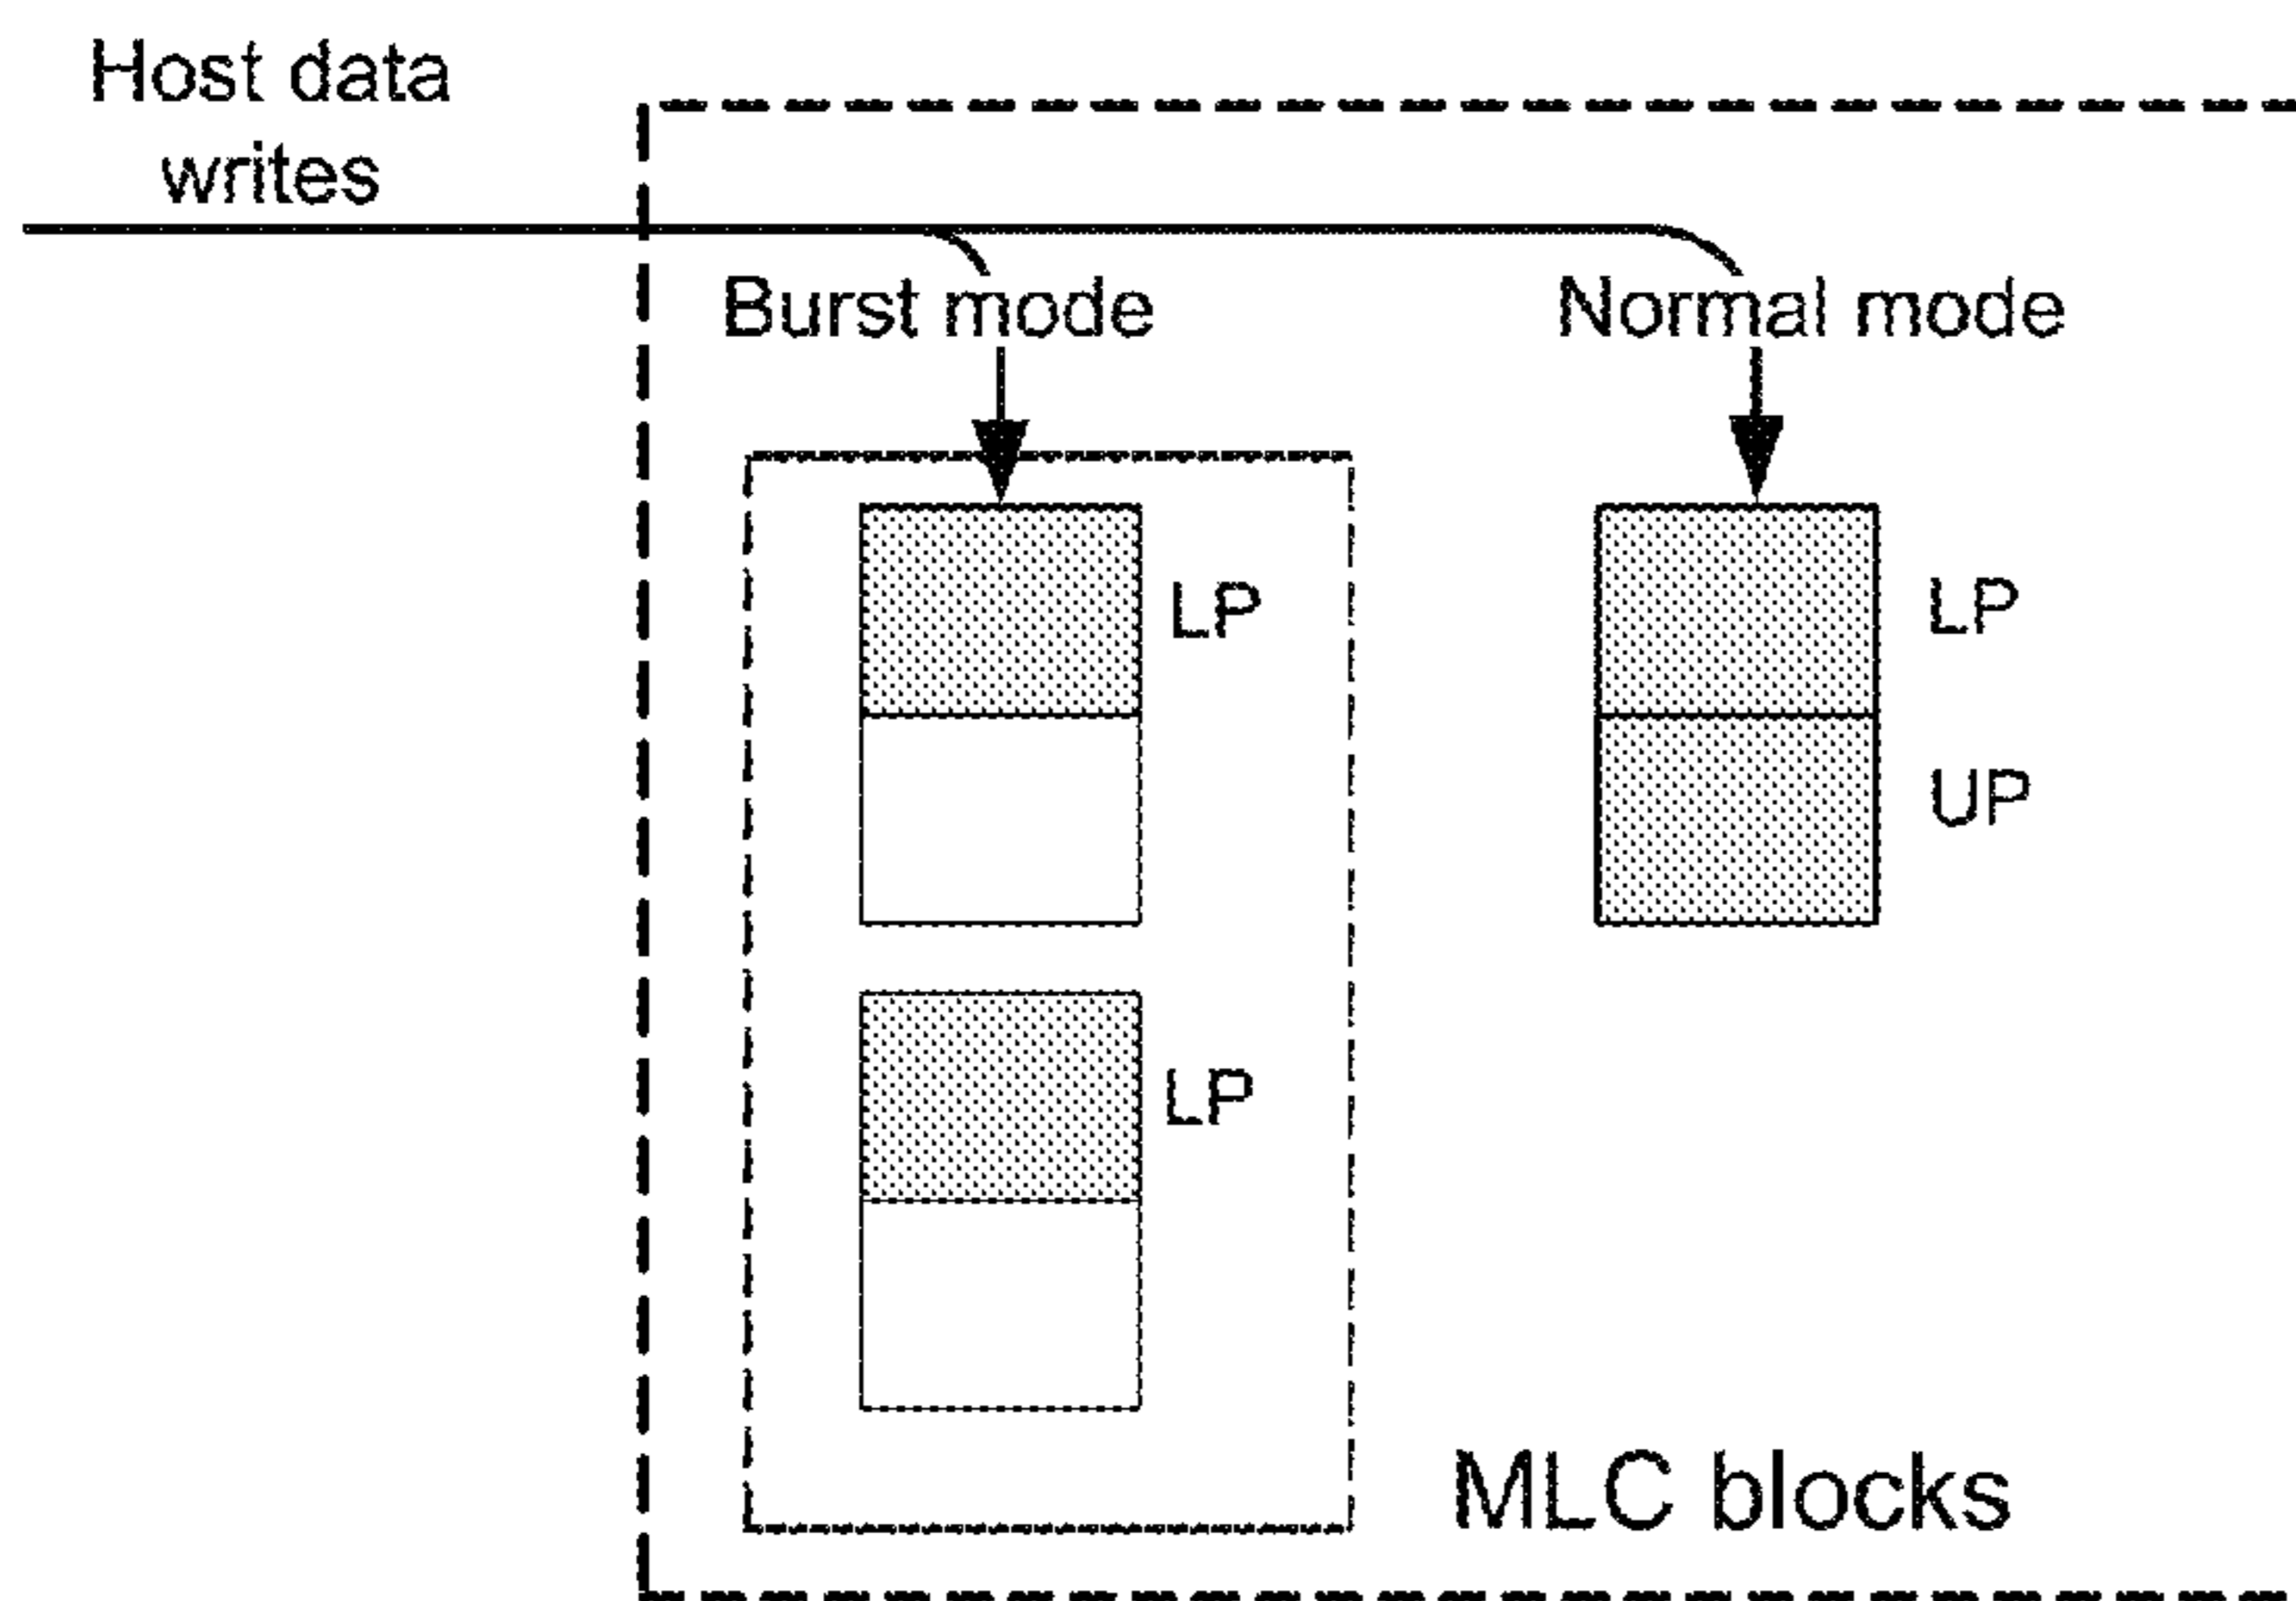 Host data
writes
Burst mode
Normal mode
LP
LP
UP
LP
MLC blocks